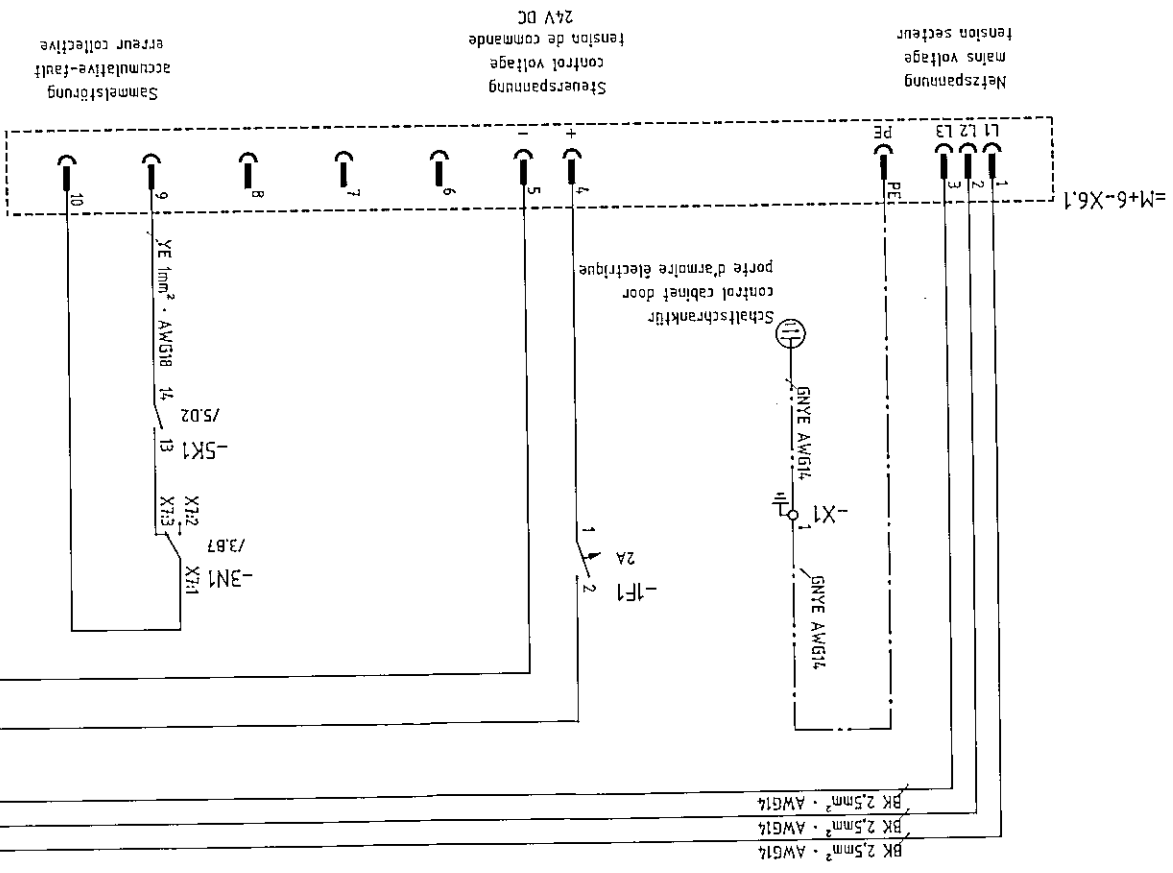 BK 2,5mm² · AWG14
BK 2,5mm² · AWG14
BK 2,5mm² · AWG14
GNYE AWG14
-X1
1
GNYE AWG14
Schaltschranktür
control cabinet door
porte d'armoire électrique
-1F1
2
2A
1
-3N1
/3.B7
X7:1
X7:2
X7:3
-5K1
/5.D2
13
14
YE 1mm² · AWG18
=M+6--X6.1
1 2 3 PE 4 5 6 7 8 9 10
L1 L2 L3 PE + -
Netzspannung
mains voltage
tension secteur
Steuerspannung
control voltage
tension de commande
24V DC
Sammelstörung
accumulative-fault
erreur collective